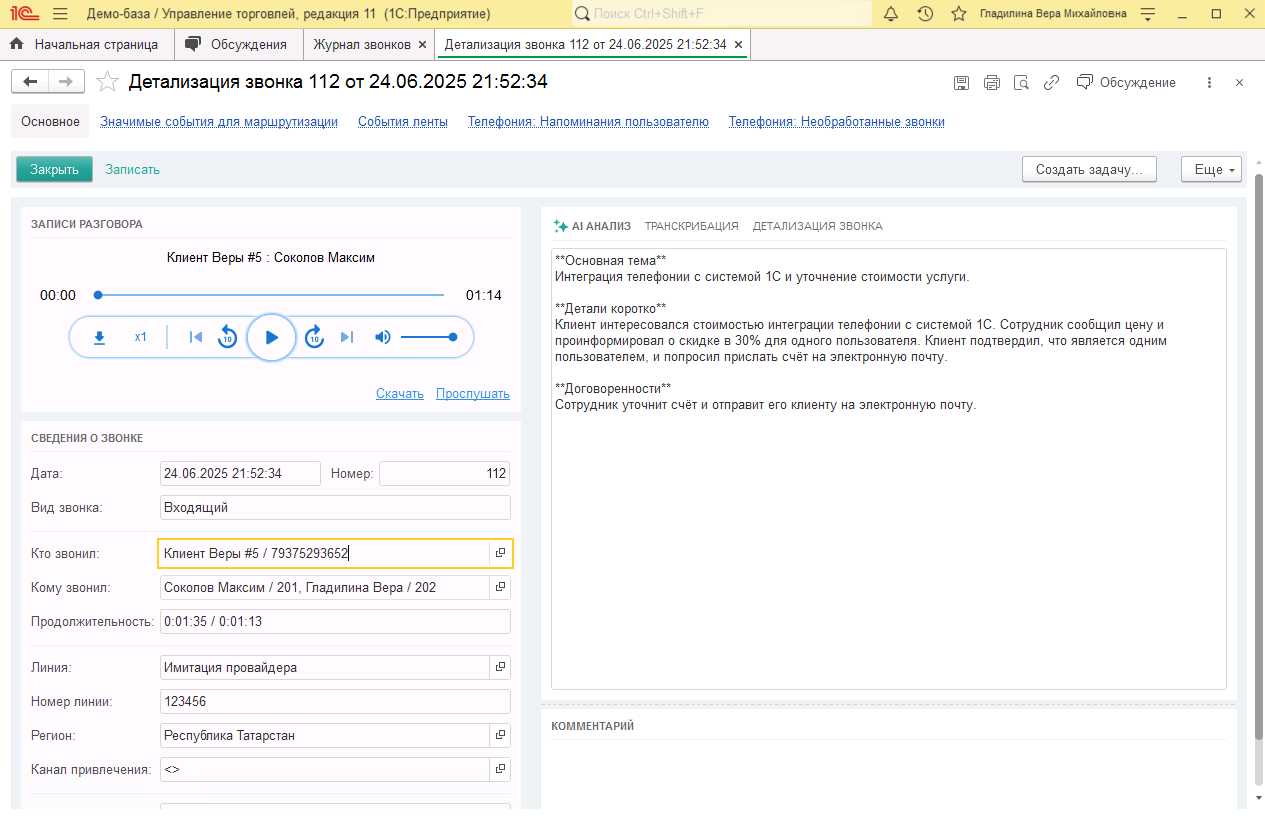 1С Демо-база / Управление торговлей, редакция 11 (1С:Предприятие) Поиск Ctrl+Shift+F Гладилина Вера Михайловна
Начальная страница Обсуждения Журнал звонков × Детализация звонка 112 от 24.06.2025 21:52:34 ×
Детализация звонка 112 от 24.06.2025 21:52:34 Обсуждение
Основное Значимые события для маршрутизации События ленты Телефония: Напоминания пользователю Телефония: Необработанные звонки
Закрыть Записать Создать задачу... Еще
ЗАПИСИ РАЗГОВОРА
Клиент Веры #5 : Соколов Максим
00:00 01:14
x1 10 10
Скачать Прослушать
СВЕДЕНИЯ О ЗВОНКЕ
Дата: 24.06.2025 21:52:34 Номер: 112
Вид звонка: Входящий
Кто звонил: Клиент Веры #5 / 79375293652
Кому звонил: Соколов Максим / 201, Гладилина Вера / 202
Продолжительность: 0:01:35 / 0:01:13
Линия: Имитация провайдера
Номер линии: 123456
Регион: Республика Татарстан
Канал привлечения: <>
AI АНАЛИЗ ТРАНСКРИБАЦИЯ ДЕТАЛИЗАЦИЯ ЗВОНКА
**Основная тема**
Интеграция телефонии с системой 1С и уточнение стоимости услуги.
**Детали коротко**
Клиент интересовался стоимостью интеграции телефонии с системой 1С. Сотрудник сообщил цену и
проинформировал о скидке в 30% для одного пользователя. Клиент подтвердил, что является одним
пользователем, и попросил прислать счёт на электронную почту.
**Договоренности**
Сотрудник уточнит счёт и отправит его клиенту на электронную почту.
КОММЕНТАРИЙ